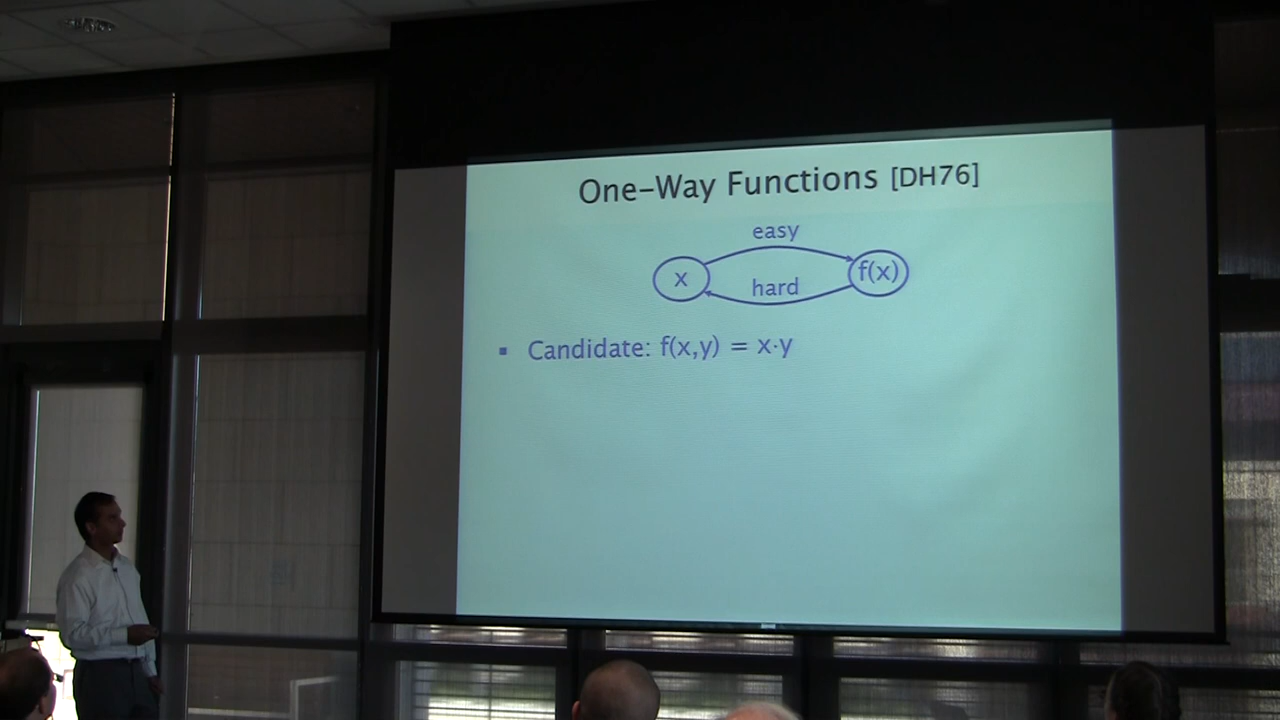 One-Way Functions [DH76]
easy
x
f(x)
hard
▪ Candidate: f(x,y) = x·y